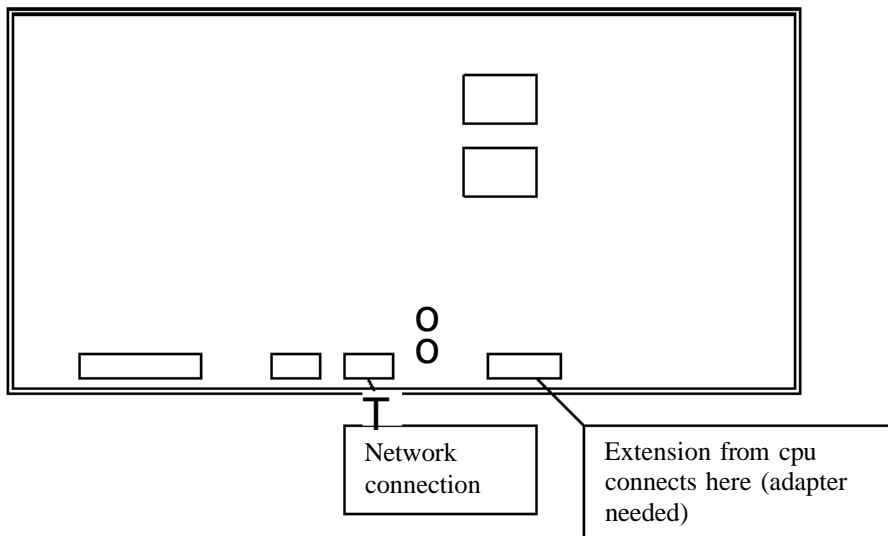 O
O
Network
connection
Extension from cpu
connects here (adapter
needed)